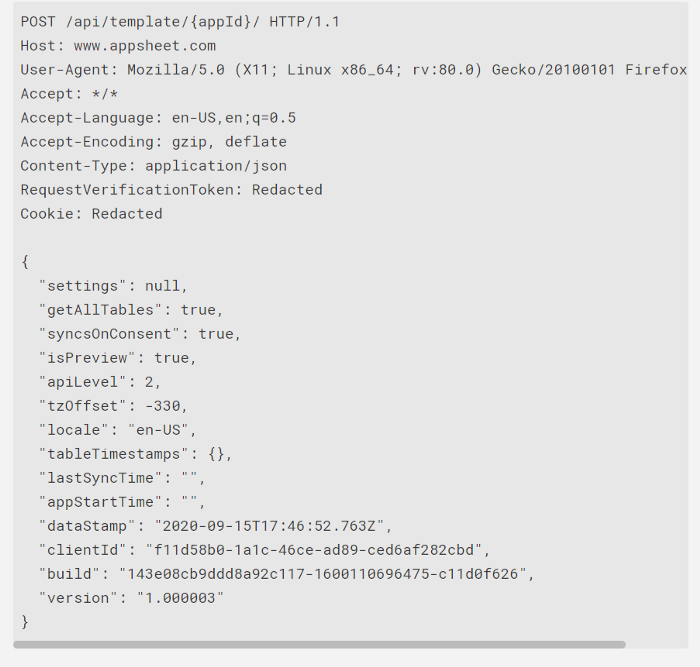 POST /api/template/{appId}/ HTTP/1.1
Host: www.appsheet.com
User-Agent: Mozilla/5.0 (X11; Linux x86_64; rv:80.0) Gecko/20100101 Firefox
Accept: */*
Accept-Language: en-US,en;q=0.5
Accept-Encoding: gzip, deflate
Content-Type: application/json
RequestVerificationToken: Redacted
Cookie: Redacted

{
  "settings": null,
  "getAllTables": true,
  "syncsOnConsent": true,
  "isPreview": true,
  "apiLevel": 2,
  "tzOffset": -330,
  "locale": "en-US",
  "tableTimestamps": {},
  "lastSyncTime": "",
  "appStartTime": "",
  "dataStamp": "2020-09-15T17:46:52.763Z",
  "clientId": "f11d58b0-1a1c-46ce-ad89-ced6af282cbd",
  "build": "143e08cb9ddd8a92c117-1600110696475-c11d0f626",
  "version": "1.000003"
}